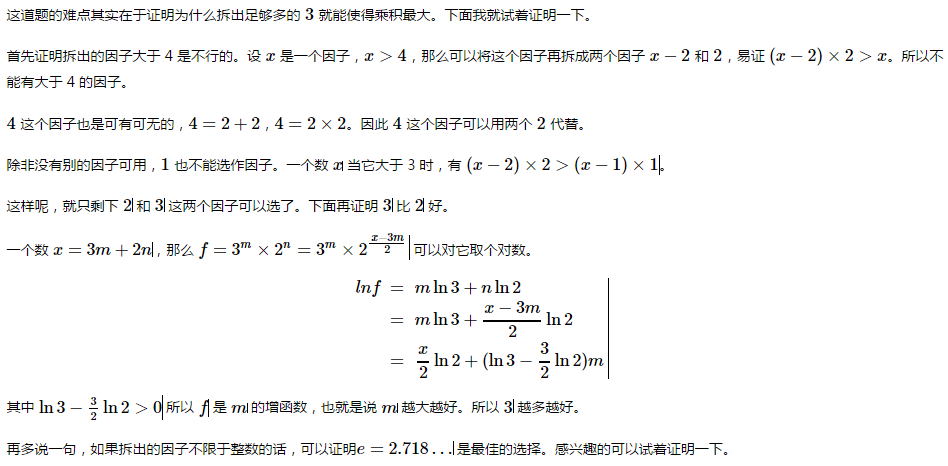 这道题的难点其实在于证明为什么拆出足够多的 3 就能使得乘积最大。下面我就试着证明一下。
首先证明拆出的因子大于 4 是不行的。设 x 是一个因子，x > 4，那么可以将这个因子再拆成两个因子 x − 2 和 2，易证 (x − 2) × 2 > x。所以不
能有大于 4 的因子。
4 这个因子也是可有可无的，4 = 2 + 2，4 = 2 × 2。因此 4 这个因子可以用两个 2 代替。
除非没有别的因子可用，1 也不能选作因子。一个数 x 当它大于 3 时，有 (x − 2) × 2 > (x − 1) × 1。
这样呢，就只剩下 2 和 3 这两个因子可以选了。下面再证明 3 比 2 好。
一个数 x = 3m + 2n，那么 f = 3^m × 2^n = 3^m × 2^{\frac{x−3m}{2}} 可以对它取个对数。
lnf = m ln 3 + n ln 2
= m ln 3 + \frac{x − 3m}{2} ln 2
= \frac{x}{2} ln 2 + (ln 3 − \frac{3}{2} ln 2)m
其中 ln 3 − \frac{3}{2} ln 2 > 0 所以 f 是 m 的增函数，也就是说 m 越大越好。所以 3 越多越好。
再多说一句，如果拆出的因子不限于整数的话，可以证明e = 2.718... 是最佳的选择。感兴趣的可以试着证明一下。